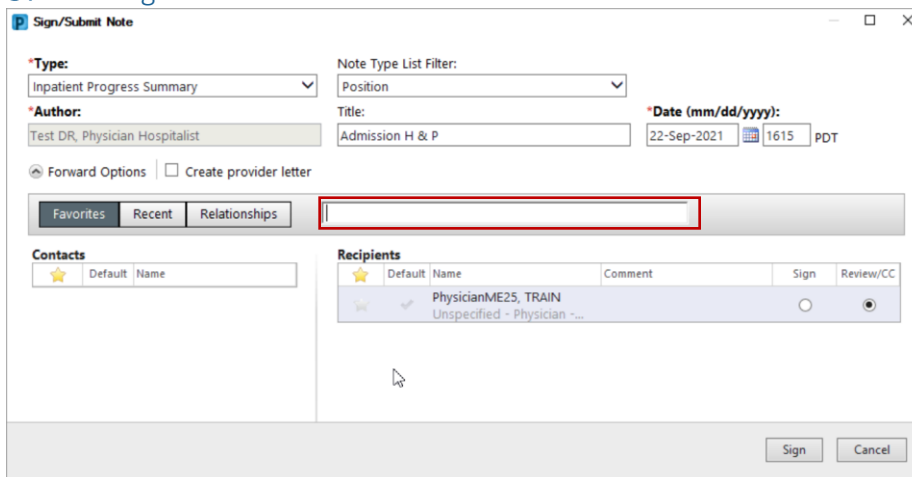 Sign/Submit Note
*Type: Note Type List Filter:
Inpatient Progress Summary Position
*Author: Title: *Date (mm/dd/yyyy):
Test DR, Physician Hospitalist Admission H & P 22-Sep-2021 1615 PDT
Forward Options Create provider letter
Favorites Recent Relationships
Contacts Recipients
Default Name Default Name Comment Sign Review/CC
PhysicianME25, TRAIN
Unspecified - Physician -...
Sign Cancel